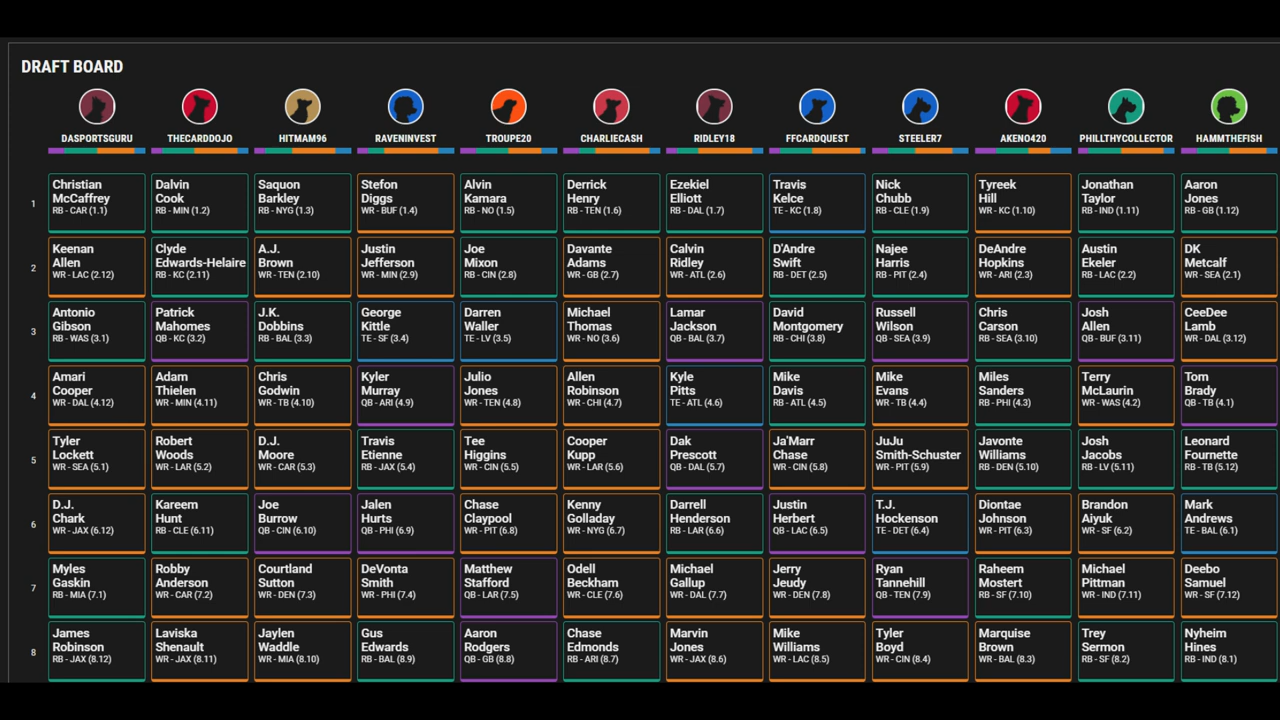 DRAFT BOARD
DASPORTSGURU THECARDDOJO HITMAM96 RAVENINVEST TROUPE20 CHARLIECASH RIDLEY18 FFCARDQUEST STEELER7 AKENO420 PHILLTHYCOLLECTOR HAMMTHEFISH
Christian Dalvin Saquon Stefon Alvin Derrick Ezekiel Travis Nick Tyreek Jonathan Aaron
1 McCaffrey Cook Barkley Diggs Kamara Henry Elliott Kelce Chubb Hill Taylor Jones
RB - CAR (1.1) RB - MIN (1.2) RB - NYG (1.3) WR - BUF (1.4) RB - NO (1.5) RB - TEN (1.6) RB - DAL (1.7) TE - KC (1.8) RB - CLE (1.9) WR - KC (1.10) RB - IND (1.11) RB - GB (1.12)
Keenan Clyde A.J. Justin Joe Davante Calvin D'Andre Najee DeAndre Austin DK
2 Allen Edwards-Helaire Brown Jefferson Mixon Adams Ridley Swift Harris Hopkins Ekeler Metcalf
WR - LAC (2.12) RB - KC (2.11) WR - TEN (2.10) WR - MIN (2.9) RB - CIN (2.8) WR - GB (2.7) WR - ATL (2.6) RB - DET (2.5) RB - PIT (2.4) WR - ARI (2.3) RB - LAC (2.2) WR - SEA (2.1)
Antonio Patrick J.K. George Darren Michael Lamar David Russell Chris Josh CeeDee
3 Gibson Mahomes Dobbins Kittle Waller Thomas Jackson Montgomery Wilson Carson Allen Lamb
RB - WAS (3.1) QB - KC (3.2) RB - BAL (3.3) TE - SF (3.4) TE - LV (3.5) WR - NO (3.6) QB - BAL (3.7) RB - CHI (3.8) QB - SEA (3.9) RB - SEA (3.10) QB - BUF (3.11) WR - DAL (3.12)
Amari Adam Chris Kyler Julio Allen Kyle Mike Mike Miles Terry Tom
4 Cooper Thielen Godwin Murray Jones Robinson Pitts Davis Evans Sanders McLaurin Brady
WR - DAL (4.12) WR - MIN (4.11) WR - TB (4.10) QB - ARI (4.9) WR - TEN (4.8) WR - CHI (4.7) TE - ATL (4.6) RB - ATL (4.5) WR - TB (4.4) RB - PHI (4.3) WR - WAS (4.2) QB - TB (4.1)
Tyler Robert D.J. Travis Tee Cooper Dak Ja'Marr JuJu Javonte Josh Leonard
5 Lockett Woods Moore Etienne Higgins Kupp Prescott Chase Smith-Schuster Williams Jacobs Fournette
WR - SEA (5.1) WR - LAR (5.2) WR - CAR (5.3) RB - JAX (5.4) WR - CIN (5.5) WR - LAR (5.6) QB - DAL (5.7) WR - CIN (5.8) WR - PIT (5.9) RB - DEN (5.10) RB - LV (5.11) RB - TB (5.12)
D.J. Kareem Joe Jalen Chase Kenny Darrell Justin T.J. Diontae Brandon Mark
6 Chark Hunt Burrow Hurts Claypool Golladay Henderson Herbert Hockenson Johnson Aiyuk Andrews
WR - JAX (6.12) RB - CLE (6.11) QB - CIN (6.10) QB - PHI (6.9) WR - PIT (6.8) WR - NYG (6.7) RB - LAR (6.6) QB - LAC (6.5) TE - DET (6.4) WR - PIT (6.3) WR - SF (6.2) TE - BAL (6.1)
Myles Robby Courtland DeVonta Matthew Odell Michael Jerry Ryan Raheem Michael Deebo
7 Gaskin Anderson Sutton Smith Stafford Beckham Gallup Jeudy Tannehill Mostert Pittman Samuel
RB - MIA (7.1) WR - CAR (7.2) WR - DEN (7.3) WR - PHI (7.4) QB - LAR (7.5) WR - CLE (7.6) WR - DAL (7.7) WR - DEN (7.8) QB - TEN (7.9) RB - SF (7.10) WR - IND (7.11) WR - SF (7.12)
James Laviska Jaylen Gus Aaron Chase Marvin Mike Tyler Marquise Trey Nyheim
8 Robinson Shenault Waddle Edwards Rodgers Edmonds Jones Williams Boyd Brown Sermon Hines
RB - JAX (8.12) WR - JAX (8.11) WR - MIA (8.10) RB - BAL (8.9) QB - GB (8.8) RB - ARI (8.7) WR - JAX (8.6) WR - LAC (8.5) WR - CIN (8.4) WR - BAL (8.3) RB - SF (8.2) RB - IND (8.1)